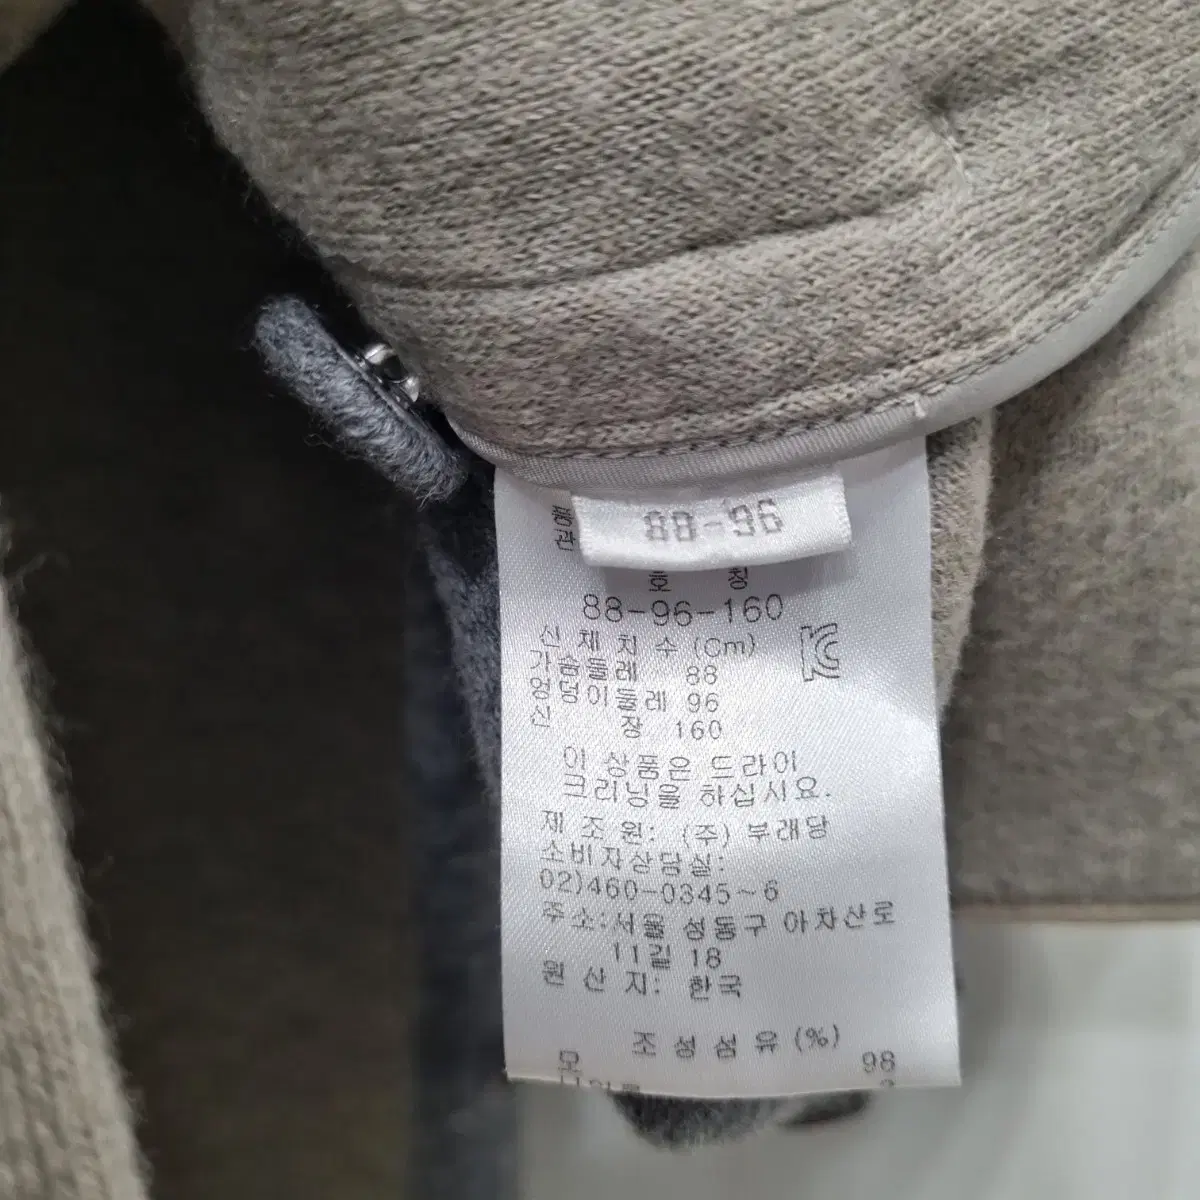 88-96
호 칭
88-96-160
신 체 치 수 (Cm)
가슴둘레 88
엉덩이둘레 96
신 장 160
이 상품은 드라이
크리닝을 하십시요.
제 조 원: (주) 부래당
소비자상담실:
02)460-0345~6
주소:서울 성동구 아차산로
11길 18
원 산 지: 한국
조 성 섬 유 (%)
모 98